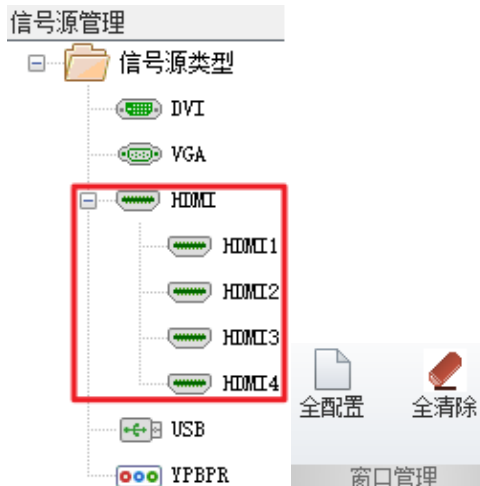 信号源管理
信号源类型
DVI
VGA
HDMI
HDMI1
HDMI2
HDMI3
HDMI4
USB
YPBPR
全配置
全清除
窗口管理